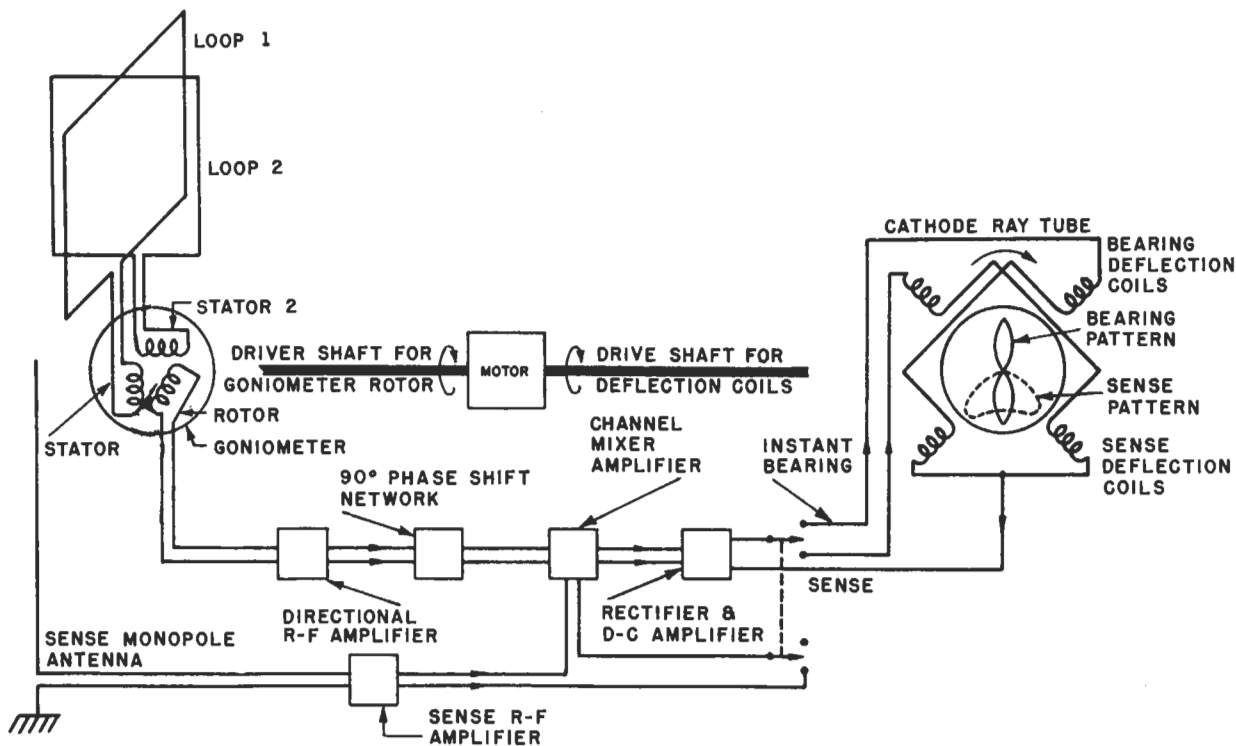 LOOP 1
LOOP 2
STATOR 2
STATOR
ROTOR
GONIOMETER
DRIVER SHAFT FOR
GONIOMETER ROTOR
MOTOR
DRIVE SHAFT FOR
DEFLECTION COILS
CATHODE RAY TUBE
BEARING
DEFLECTION
COILS
BEARING
PATTERN
SENSE
PATTERN
SENSE
DEFLECTION
COILS
CHANNEL
MIXER
AMPLIFIER
INSTANT
BEARING
90° PHASE SHIFT
NETWORK
DIRECTIONAL
R-F AMPLIFIER
RECTIFIER &
D-C AMPLIFIER
SENSE
SENSE MONOPOLE
ANTENNA
SENSE R-F
AMPLIFIER